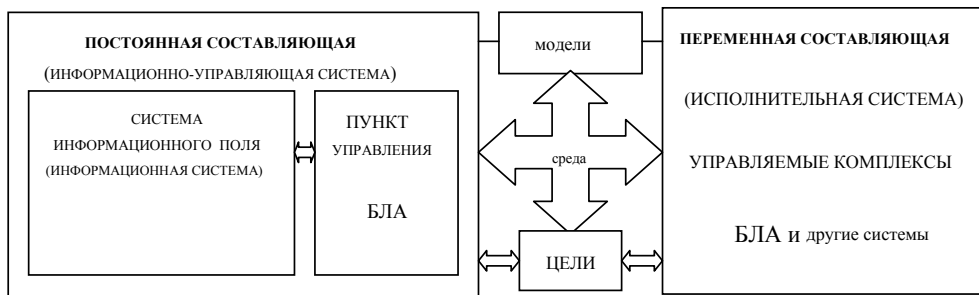 ПОСТОЯННАЯ СОСТАВЛЯЮЩАЯ
(ИНФОРМАЦИОННО-УПРАВЛЯЮЩАЯ СИСТЕМА)
СИСТЕМА
ИНФОРМАЦИОННОГО ПОЛЯ
(ИНФОРМАЦИОННАЯ СИСТЕМА)
ПУНКТ
УПРАВЛЕНИЯ
БЛА
модели
среда
ЦЕЛИ
ПЕРЕМЕННАЯ СОСТАВЛЯЮЩАЯ
(ИСПОЛНИТЕЛЬНАЯ СИСТЕМА)
УПРАВЛЯЕМЫЕ КОМПЛЕКСЫ
БЛА и другие системы